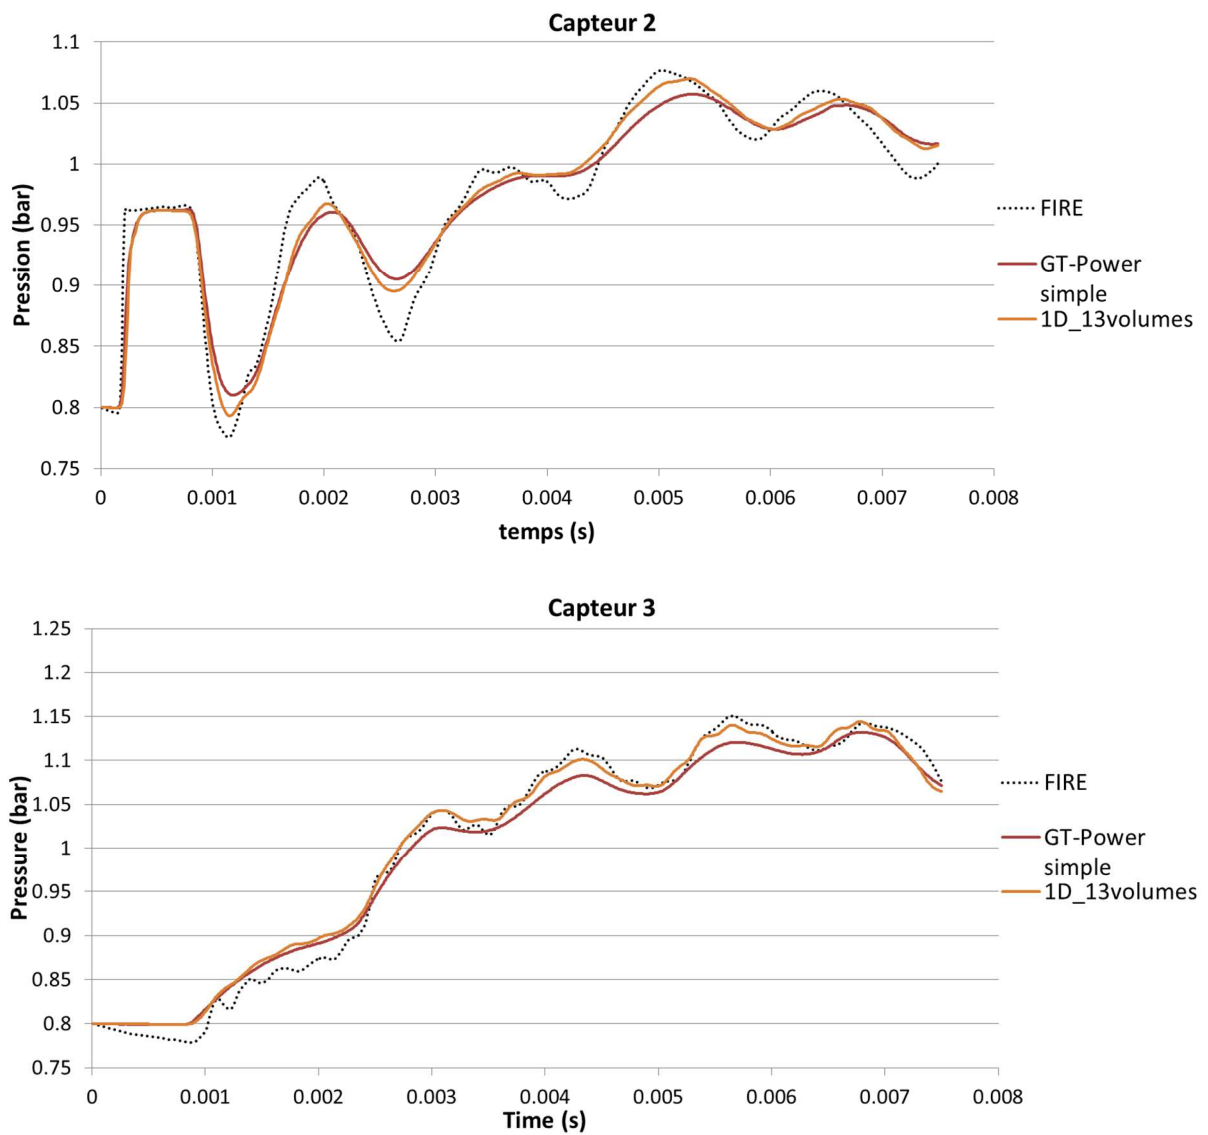 Capteur 2
1.1
1.05
1
0.95
0.9
0.85
0.8
0.75
Pression (bar)
0 0.001 0.002 0.003 0.004 0.005 0.006 0.007 0.008
temps (s)
FIRE
GT-Power
simple
1D_13volumes
Capteur 3
1.25
1.2
1.15
1.1
1.05
1
0.95
0.9
0.85
0.8
0.75
Pressure (bar)
0 0.001 0.002 0.003 0.004 0.005 0.006 0.007 0.008
Time (s)
FIRE
GT-Power
simple
1D_13volumes